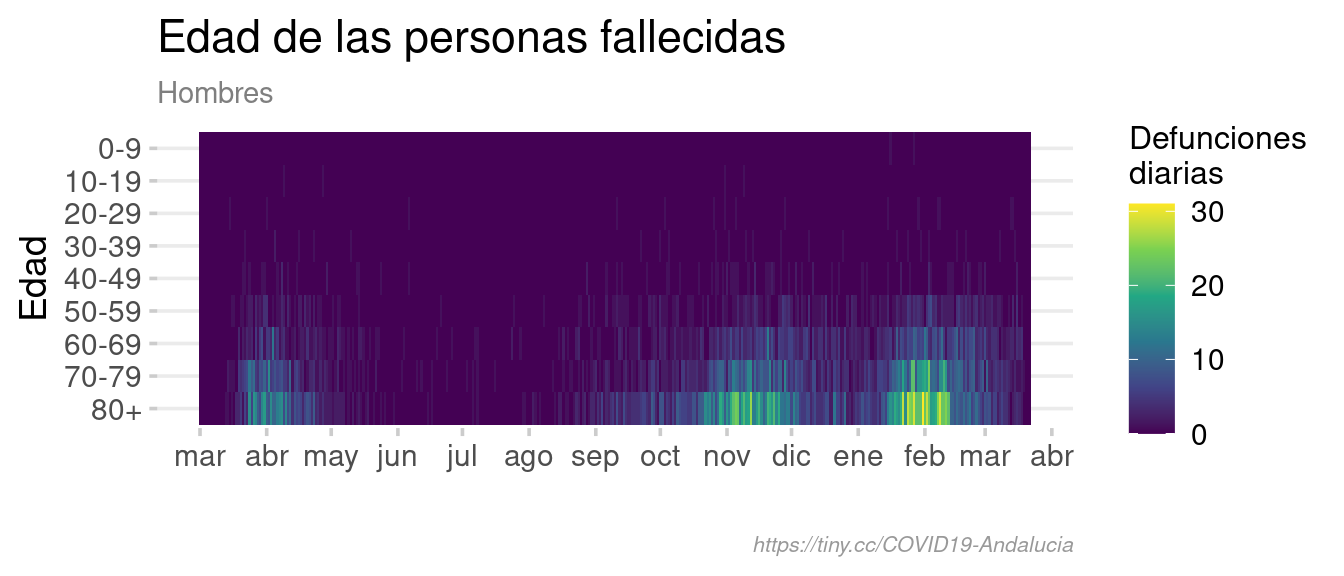 Edad de las personas fallecidas
Hombres
Defunciones
diarias
30
20
10
0
Edad
0-9
10-19
20-29
30-39
40-49
50-59
60-69
70-79
80+
mar abr may jun jul ago sep oct nov dic ene feb mar abr
https://tiny.cc/COVID19-Andalucia